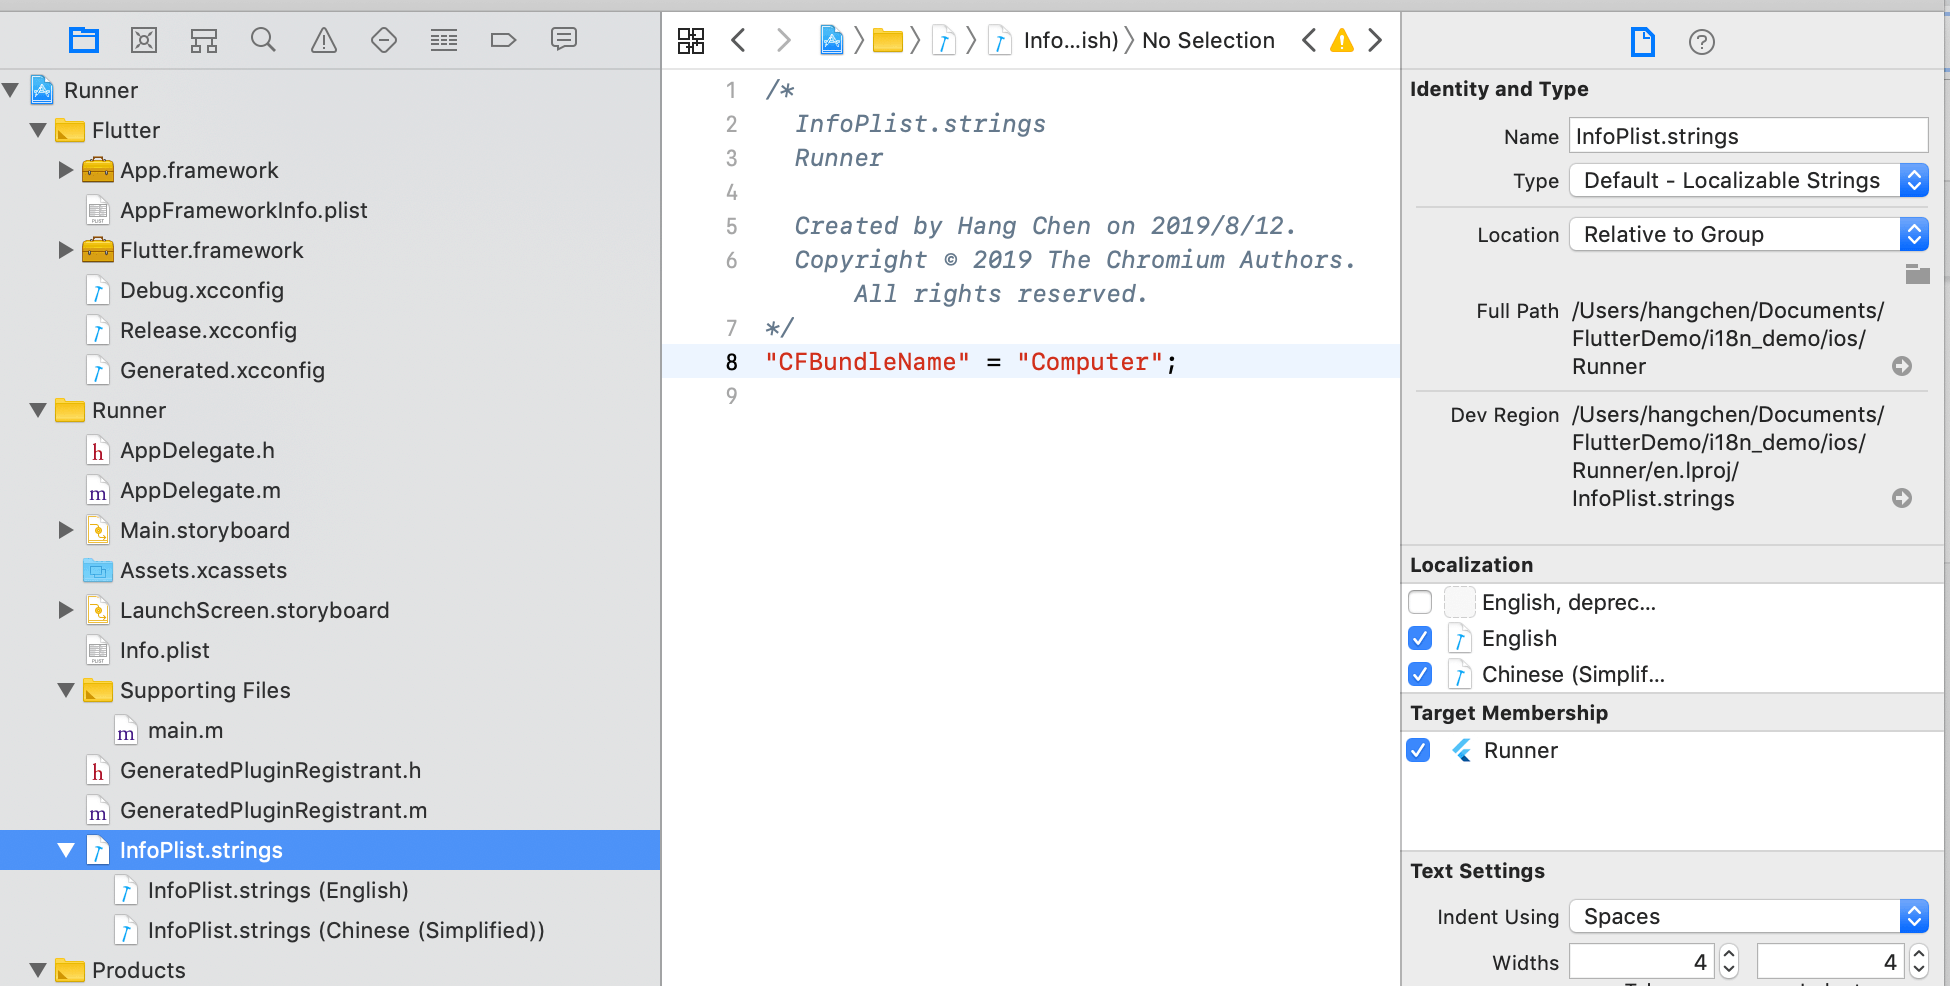 Runner
Flutter
App.framework
AppFrameworkInfo.plist
Flutter.framework
Debug.xcconfig
Release.xcconfig
Generated.xcconfig
Runner
AppDelegate.h
AppDelegate.m
Main.storyboard
Assets.xcassets
LaunchScreen.storyboard
Info.plist
Supporting Files
main.m
GeneratedPluginRegistrant.h
GeneratedPluginRegistrant.m
InfoPlist.strings
InfoPlist.strings (English)
InfoPlist.strings (Chinese (Simplified))
Products
Info...ish) No Selection
1 /*
2 InfoPlist.strings
3 Runner
4
5 Created by Hang Chen on 2019/8/12.
6 Copyright © 2019 The Chromium Authors.
All rights reserved.
7 */
8 "CFBundleName" = "Computer";
9
Identity and Type
Name InfoPlist.strings
Type Default - Localizable Strings
Location Relative to Group
Full Path /Users/hangchen/Documents/
FlutterDemo/i18n_demo/ios/
Runner
Dev Region /Users/hangchen/Documents/
FlutterDemo/i18n_demo/ios/
Runner/en.lproj/
InfoPlist.strings
Localization
English, deprec...
English
Chinese (Simplif...
Target Membership
Runner
Text Settings
Indent Using Spaces
Widths 4 4